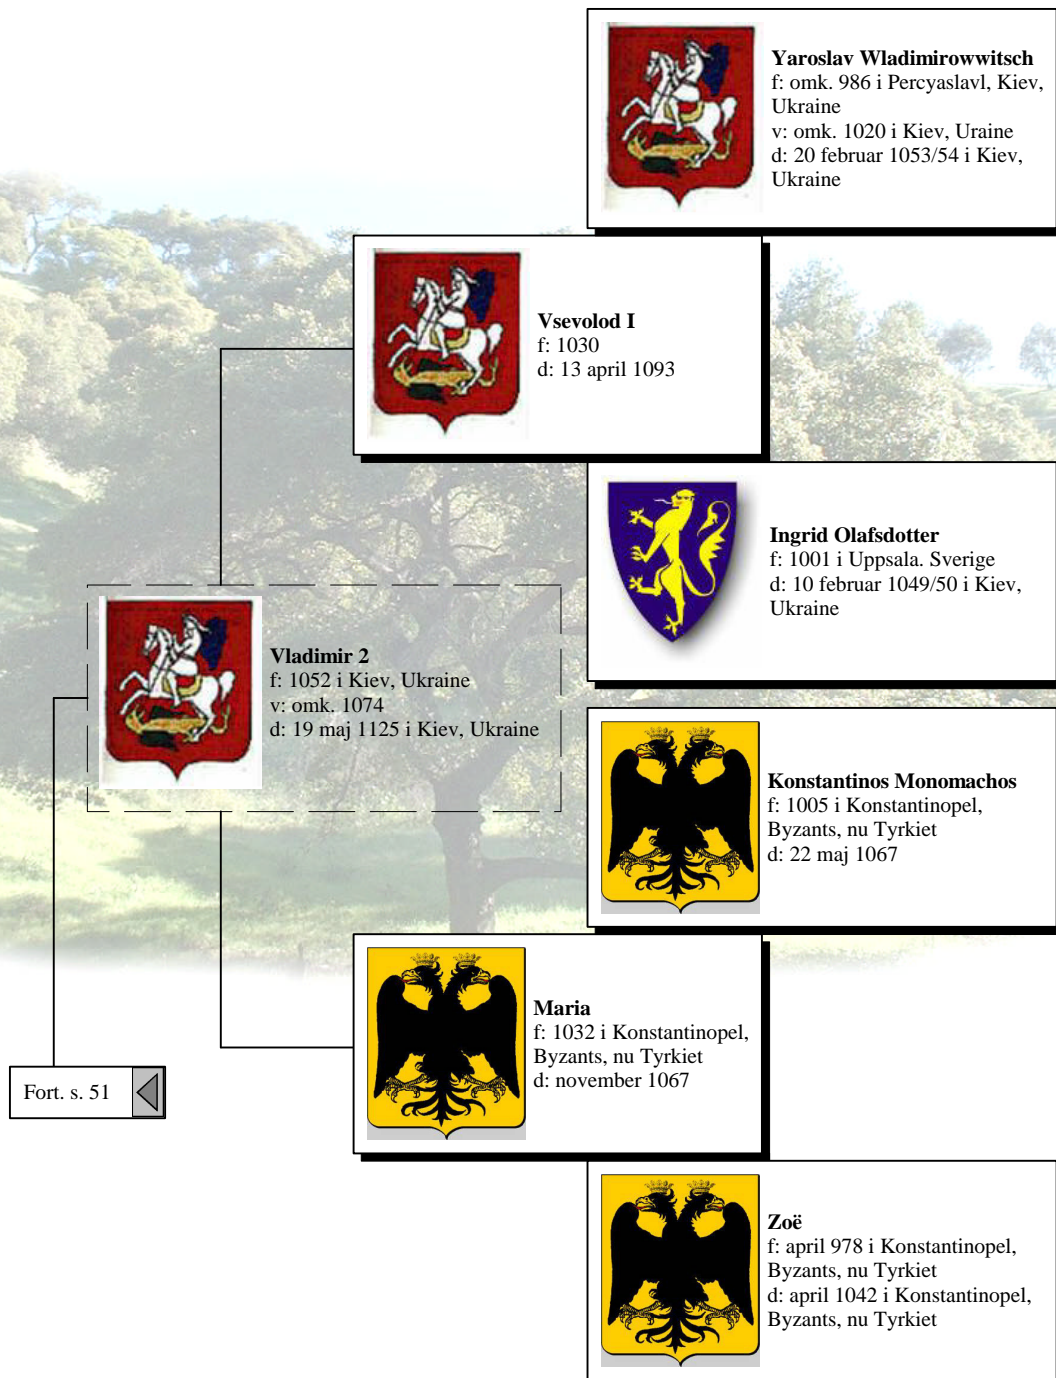 Yaroslav Wladimirowwitsch
f: omk. 986 i Percyaslavl, Kiev,
Ukraine
v: omk. 1020 i Kiev, Uraine
d: 20 februar 1053/54 i Kiev,
Ukraine
Vsevolod I
f: 1030
d: 13 april 1093
Ingrid Olafsdotter
f: 1001 i Uppsala. Sverige
d: 10 februar 1049/50 i Kiev,
Ukraine
Vladimir 2
f: 1052 i Kiev, Ukraine
v: omk. 1074
d: 19 maj 1125 i Kiev, Ukraine
Konstantinos Monomachos
f: 1005 i Konstantinopel,
Byzants, nu Tyrkiet
d: 22 maj 1067
Maria
f: 1032 i Konstantinopel,
Byzants, nu Tyrkiet
d: november 1067
Fort. s. 51
Zoë
f: april 978 i Konstantinopel,
Byzants, nu Tyrkiet
d: april 1042 i Konstantinopel,
Byzants, nu Tyrkiet